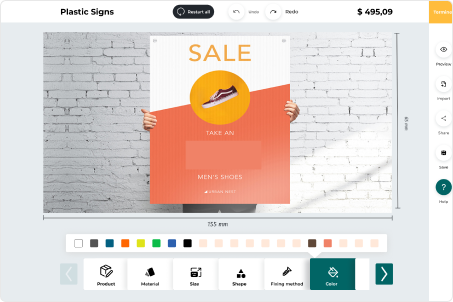 Plastic Signs
Restart all
Undo
Redo
$ 495,09
SALE
TAKE AN
MEN'S SHOES
155 mm
Preview
Import
Share
Save
Help
Product
Material
Size
Shape
Fixing method
Color